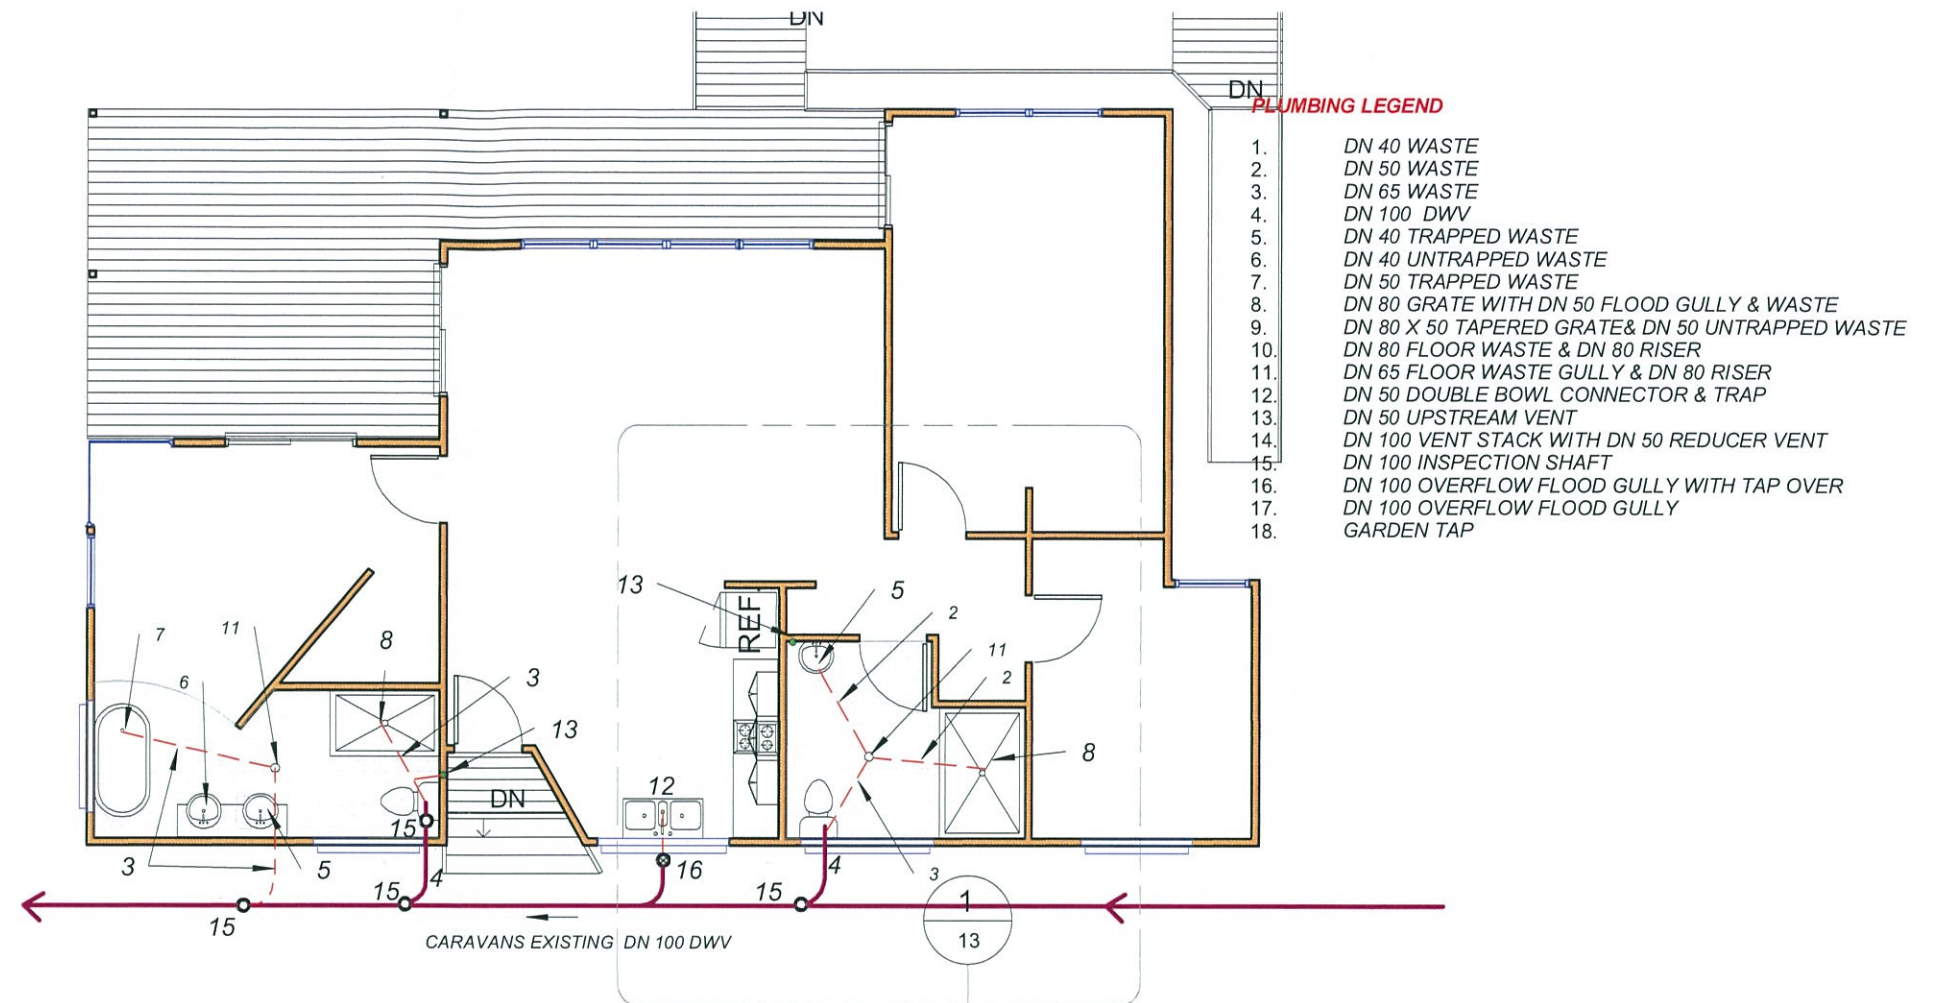 DN
DN
PLUMBING LEGEND
1. DN 40 WASTE
2. DN 50 WASTE
3. DN 65 WASTE
4. DN 100 DWV
5. DN 40 TRAPPED WASTE
6. DN 40 UNTRAPPED WASTE
7. DN 50 TRAPPED WASTE
8. DN 80 GRATE WITH DN 50 FLOOD GULLY & WASTE
9. DN 80 X 50 TAPERED GRATE& DN 50 UNTRAPPED WASTE
10. DN 80 FLOOR WASTE & DN 80 RISER
11. DN 65 FLOOR WASTE GULLY & DN 80 RISER
12. DN 50 DOUBLE BOWL CONNECTOR & TRAP
13. DN 50 UPSTREAM VENT
14. DN 100 VENT STACK WITH DN 50 REDUCER VENT
15. DN 100 INSPECTION SHAFT
16. DN 100 OVERFLOW FLOOD GULLY WITH TAP OVER
17. DN 100 OVERFLOW FLOOD GULLY
18. GARDEN TAP
13
5
REF.
2
7
11
8
11
6
3
2
13
8
12
DN
15
3
5
4
16
4
3
15
15
15
1
13
CARAVANS EXISTING DN 100 DWV